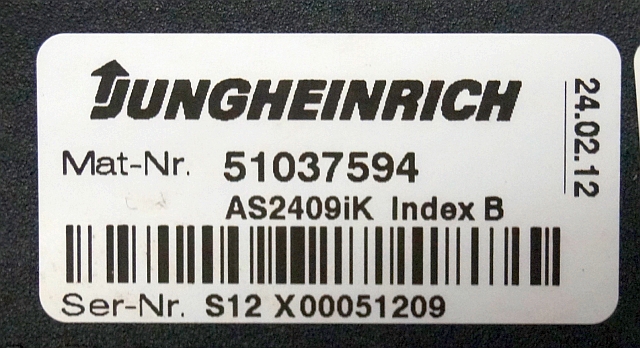 JUNGHEINRICH
Mat-Nr. 51037594
AS2409iK Index B
Ser-Nr. S12 X00051209
24.02.12